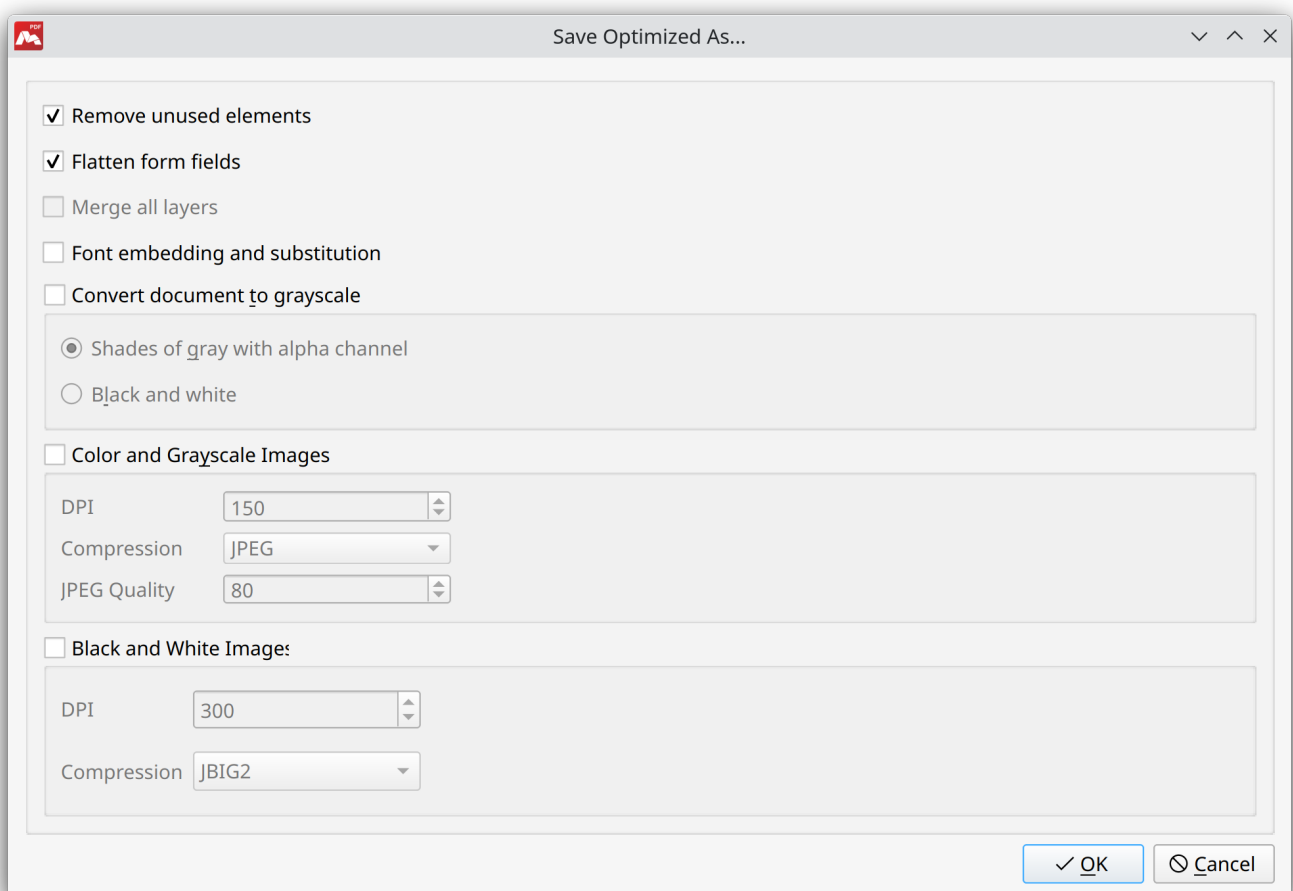 PDF
Save Optimized As...
Remove unused elements
Flatten form fields
Merge all layers
Font embedding and substitution
Convert document to grayscale
Shades of gray with alpha channel
Black and white
Color and Grayscale Images
DPI 150
Compression JPEG
JPEG Quality 80
Black and White Images
DPI 300
Compression JBIG2
OK Cancel